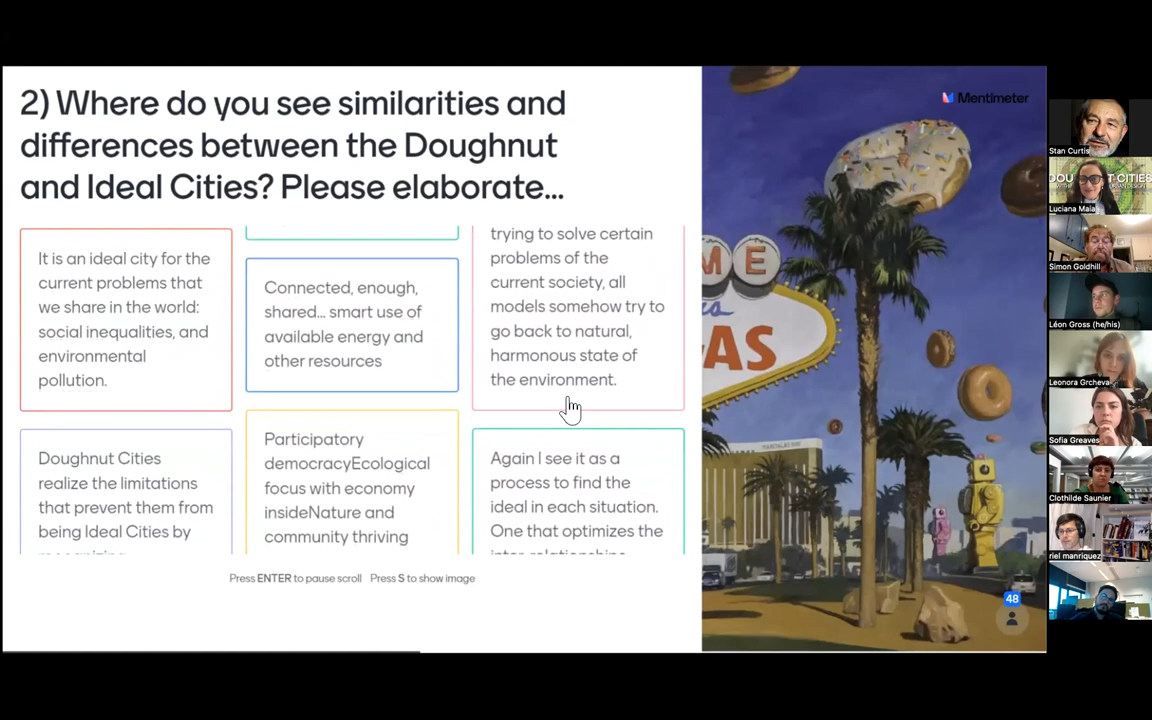 2) Where do you see similarities and
differences between the Doughnut
and Ideal Cities? Please elaborate...
It is an ideal city for the
current problems that
we share in the world:
social inequalities, and
environmental
pollution.
Doughnut Cities
realize the limitations
that prevent them from
being Ideal Cities by
Connected, enough,
shared... smart use of
available energy and
other resources
Participatory
democracyEcological
focus with economy
insideNature and
community thriving
trying to solve certain
problems of the
current society, all
models somehow try to
go back to natural,
harmonous state of
the environment.
Again I see it as a
process to find the
ideal in each situation.
One that optimizes the
Press ENTER to pause scroll Press S to show image
Mentimeter
ME
AS
48
Stan Curtis
Luciana Maia
Simon Goldhill
Léon Gross (he/his)
Leonora Grcheva
Sofia Greaves
Clothilde Saunier
riel manriquez